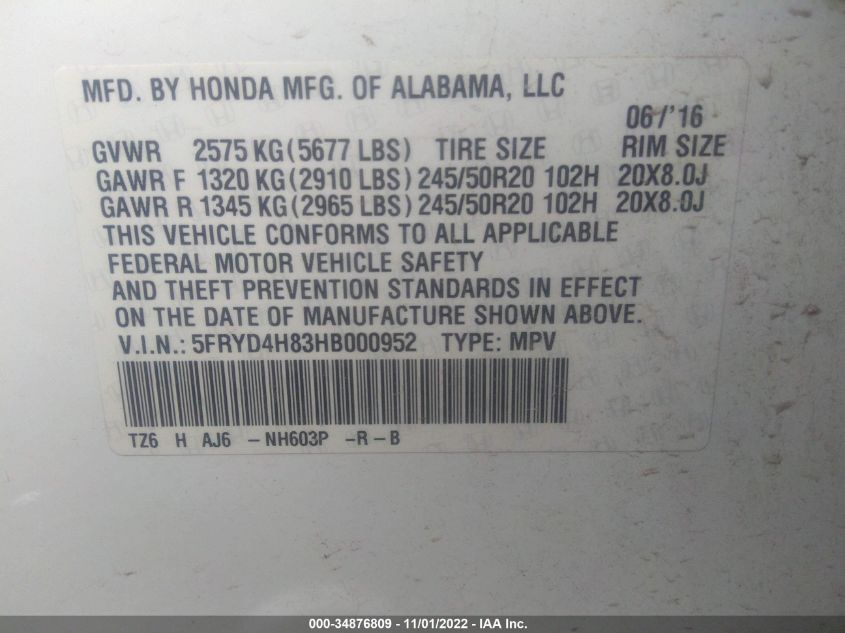 MFD. BY HONDA MFG. OF ALABAMA, LLC
06/'16
GVWR 2575 KG (5677 LBS) TIRE SIZE RIM SIZE
GAWR F 1320 KG (2910 LBS) 245/50R20 102H 20X8.0J
GAWR R 1345 KG (2965 LBS) 245/50R20 102H 20X8.0J
THIS VEHICLE CONFORMS TO ALL APPLICABLE
FEDERAL MOTOR VEHICLE SAFETY
AND THEFT PREVENTION STANDARDS IN EFFECT
ON THE DATE OF MANUFACTURE SHOWN ABOVE.
V.I.N.: 5FRYD4H83HB000952 TYPE: MPV
TZ6 H AJ6 -NH603P -R-B
000-34876809 - 11/01/2022 - IAA Inc.